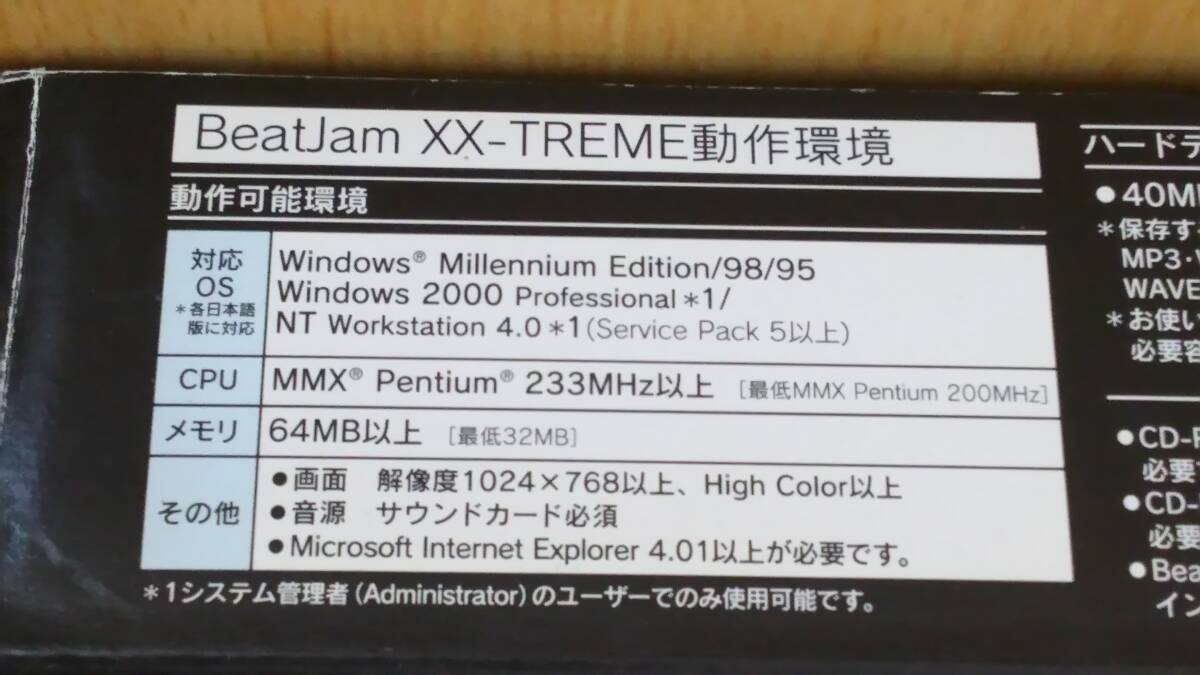 BeatJam XX-TREME動作環境
動作可能環境
対応
OS
*各日本語
版に対応
Windows® Millennium Edition/98/95
Windows 2000 Professional*1/
NT Workstation 4.0*1(Service Pack 5以上)
CPU
MMX® Pentium® 233MHz以上 [最低MMX Pentium 200MHz]
メモリ
64MB以上 [最低32MB]
その他
●画面 解像度1024×768以上、High Color以上
●音源 サウンドカード必須
●Microsoft Internet Explorer 4.01以上が必要です。
*1システム管理者(Administrator)のユーザーでのみ使用可能です。
ハードデ
●40M
*保存す
MP3・
WAVE
*お使い
必要容
●CD-
必要
●CD-
必要
●Bea
イン